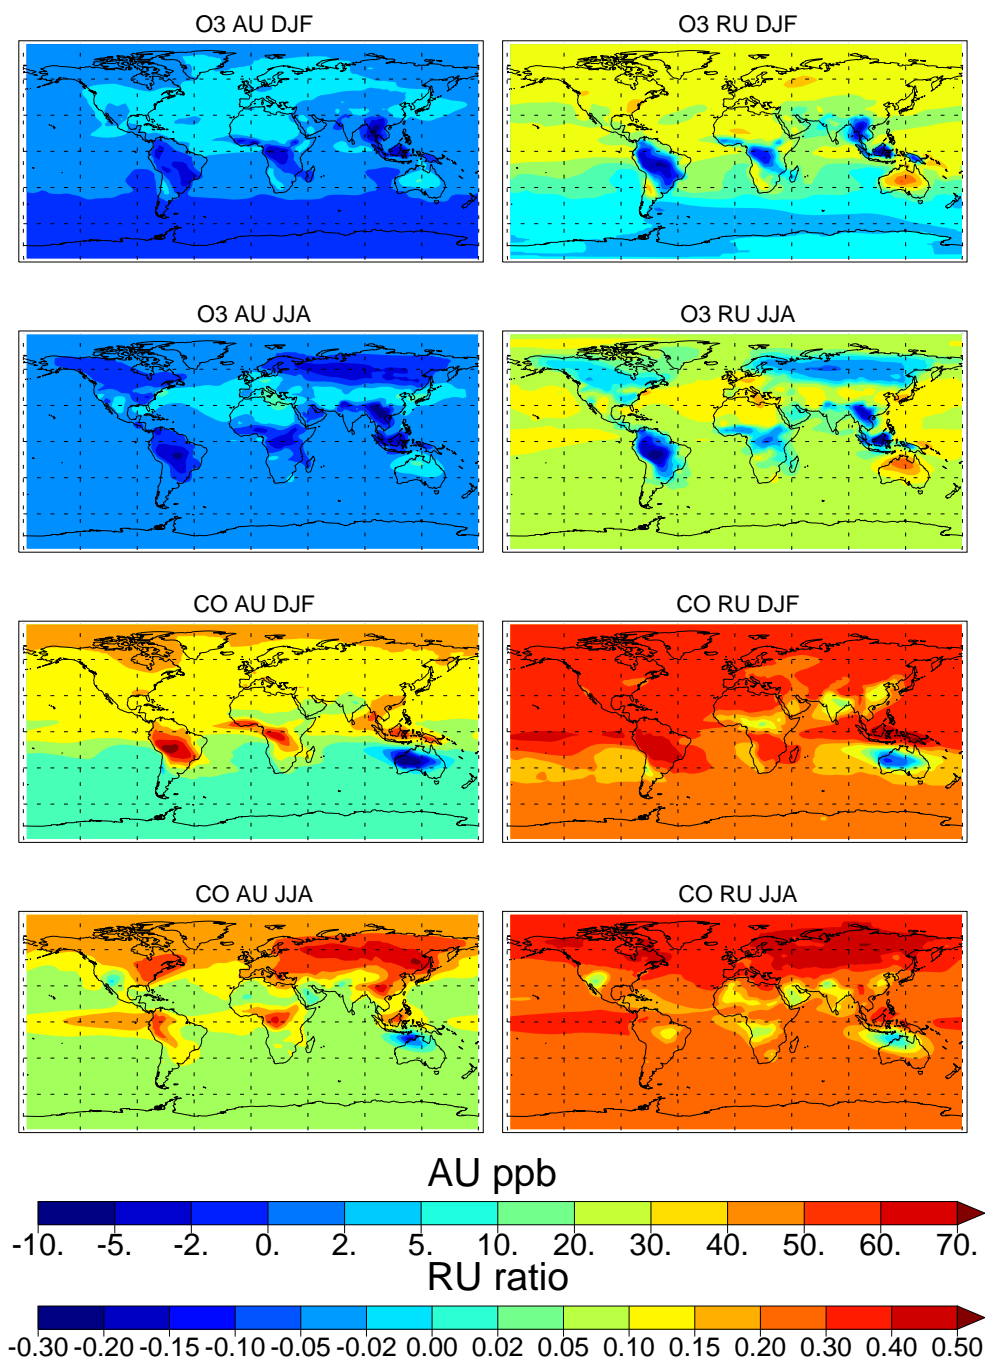 O3 AU DJF
O3 RU DJF
O3 AU JJA
O3 RU JJA
CO AU DJF
CO RU DJF
CO AU JJA
CO RU JJA
AU ppb
-10. -5. -2. 0. 2. 5. 10. 20. 30. 40. 50. 60. 70.
RU ratio
-0.30 -0.20 -0.15 -0.10 -0.05 -0.02 0.00 0.02 0.05 0.10 0.15 0.20 0.30 0.40 0.50